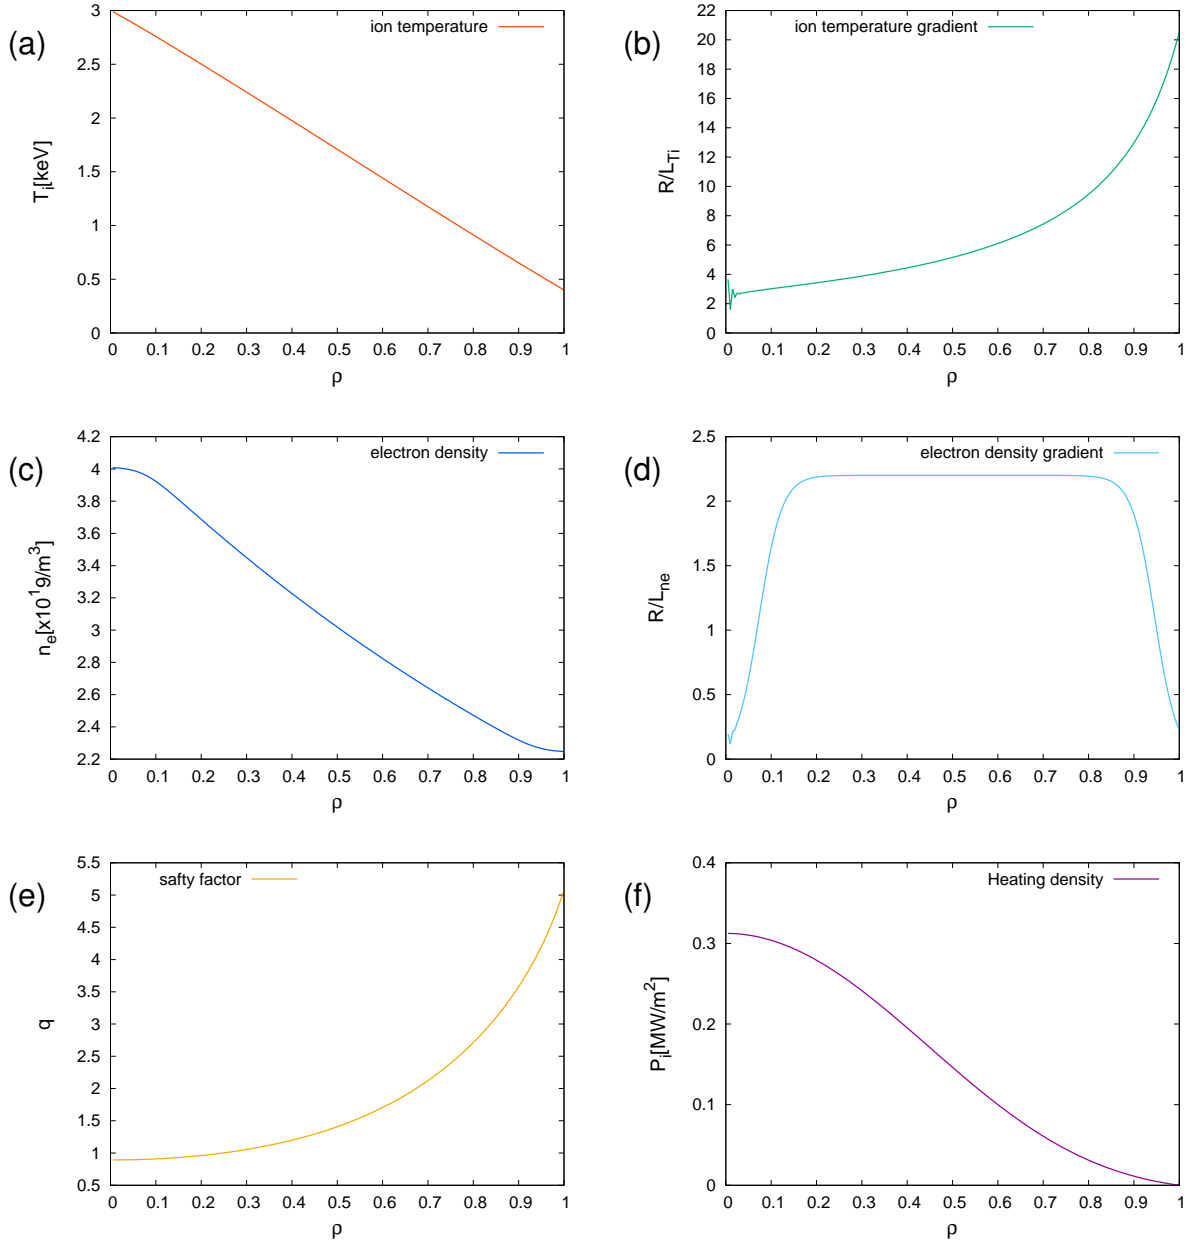 (a)
ion temperature
T_i[keV]
3
2.5
2
1.5
1
0.5
0
0 0.1 0.2 0.3 0.4 0.5 0.6 0.7 0.8 0.9 1
ρ
(b)
ion temperature gradient
R/L_Ti
22
20
18
16
14
12
10
8
6
4
2
0
0 0.1 0.2 0.3 0.4 0.5 0.6 0.7 0.8 0.9 1
ρ
(c)
electron density
n_e[x10^19/m^3]
4.2
4
3.8
3.6
3.4
3.2
3
2.8
2.6
2.4
2.2
0 0.1 0.2 0.3 0.4 0.5 0.6 0.7 0.8 0.9 1
ρ
(d)
electron density gradient
R/L_ne
2.5
2
1.5
1
0.5
0
0 0.1 0.2 0.3 0.4 0.5 0.6 0.7 0.8 0.9 1
ρ
(e)
safty factor
q
5.5
5
4.5
4
3.5
3
2.5
2
1.5
1
0.5
0 0.1 0.2 0.3 0.4 0.5 0.6 0.7 0.8 0.9 1
ρ
(f)
Heating density
P_i[MW/m^2]
0.4
0.3
0.2
0.1
0
0 0.1 0.2 0.3 0.4 0.5 0.6 0.7 0.8 0.9 1
ρ